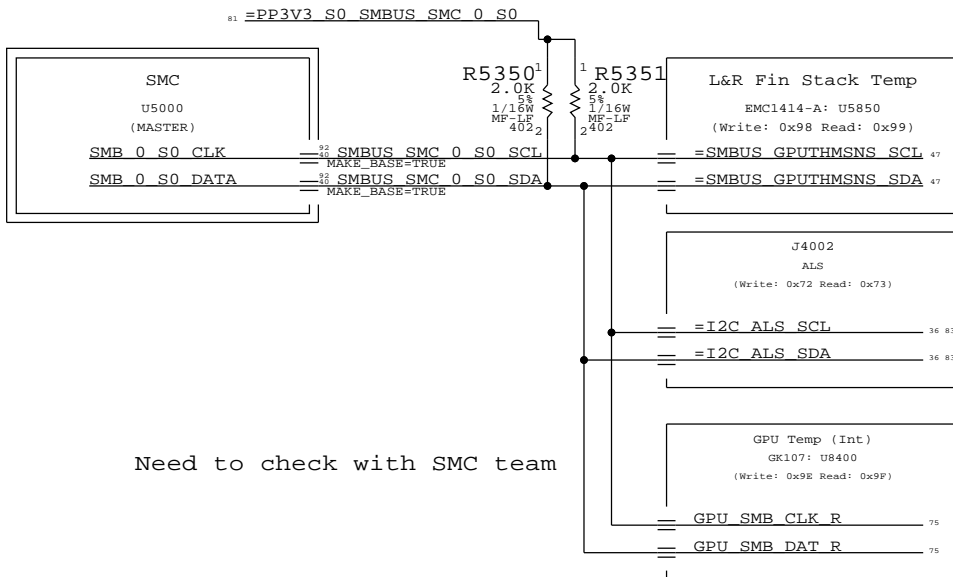 81 =PP3V3_S0_SMBUS_SMC_0_S0
SMC
U5000
(MASTER)
SMB_0_S0_CLK
SMB_0_S0_DATA
92
40 SMBUS_SMC_0_S0_SCL
MAKE_BASE=TRUE
92
40 SMBUS_SMC_0_S0_SDA
MAKE_BASE=TRUE
R5350 1
2.0K
5%
1/16W
MF-LF
402 2
1 R5351
2.0K
5%
1/16W
MF-LF
2 402
L&R Fin Stack Temp
EMC1414-A: U5850
(Write: 0x98 Read: 0x99)
=SMBUS_GPUTHMSNS_SCL 47
=SMBUS_GPUTHMSNS_SDA 47
J4002
ALS
(Write: 0x72 Read: 0x73)
=I2C_ALS_SCL 36 83
=I2C_ALS_SDA 36 83
Need to check with SMC team
GPU Temp (Int)
GK107: U8400
(Write: 0x9E Read: 0x9F)
GPU_SMB_CLK_R 75
GPU_SMB_DAT_R 75